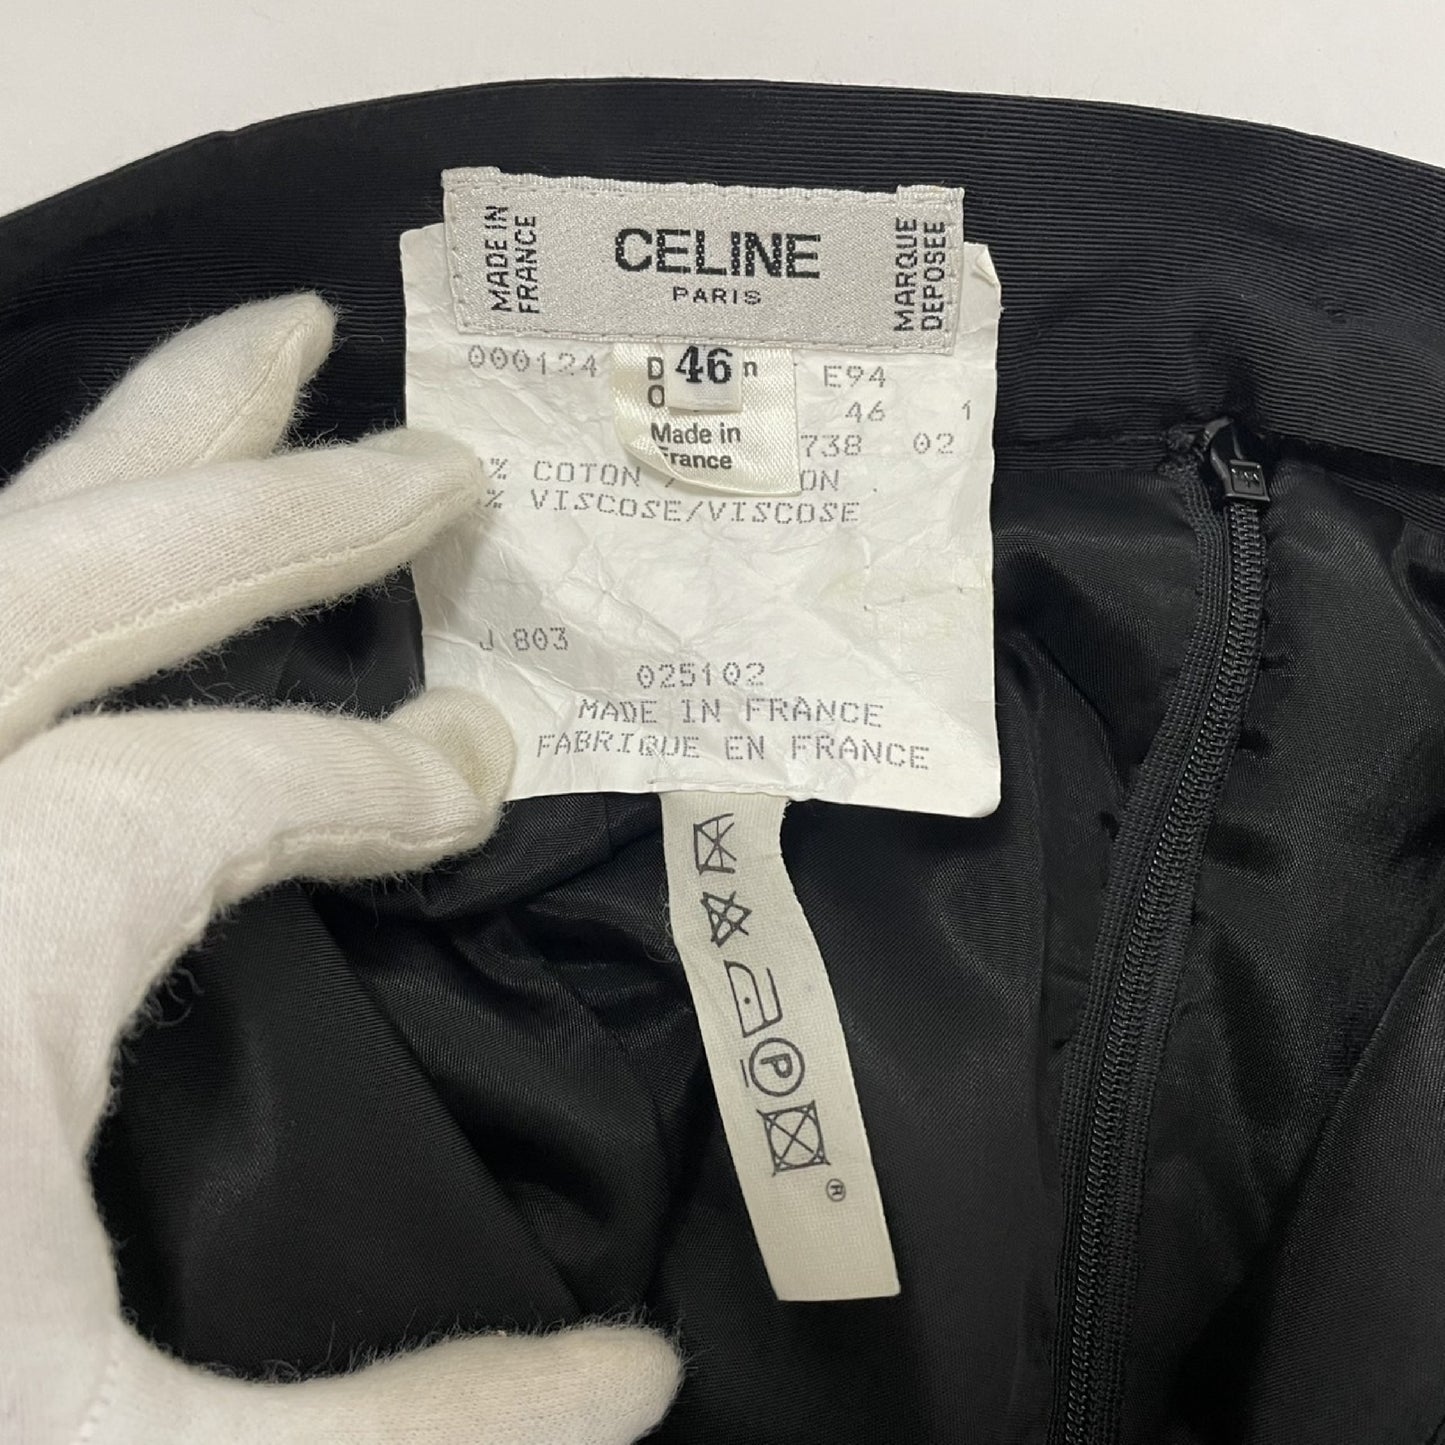 MADE IN
FRANCE
CELINE
PARIS
MARQUE
DEPOSEE
000124
46
E94
46 1
Made in
France
738 02
% COTON /
% VISCOSE/VISCOSE
J 803
025102
MADE IN FRANCE
FABRIQUE EN FRANCE
P
®